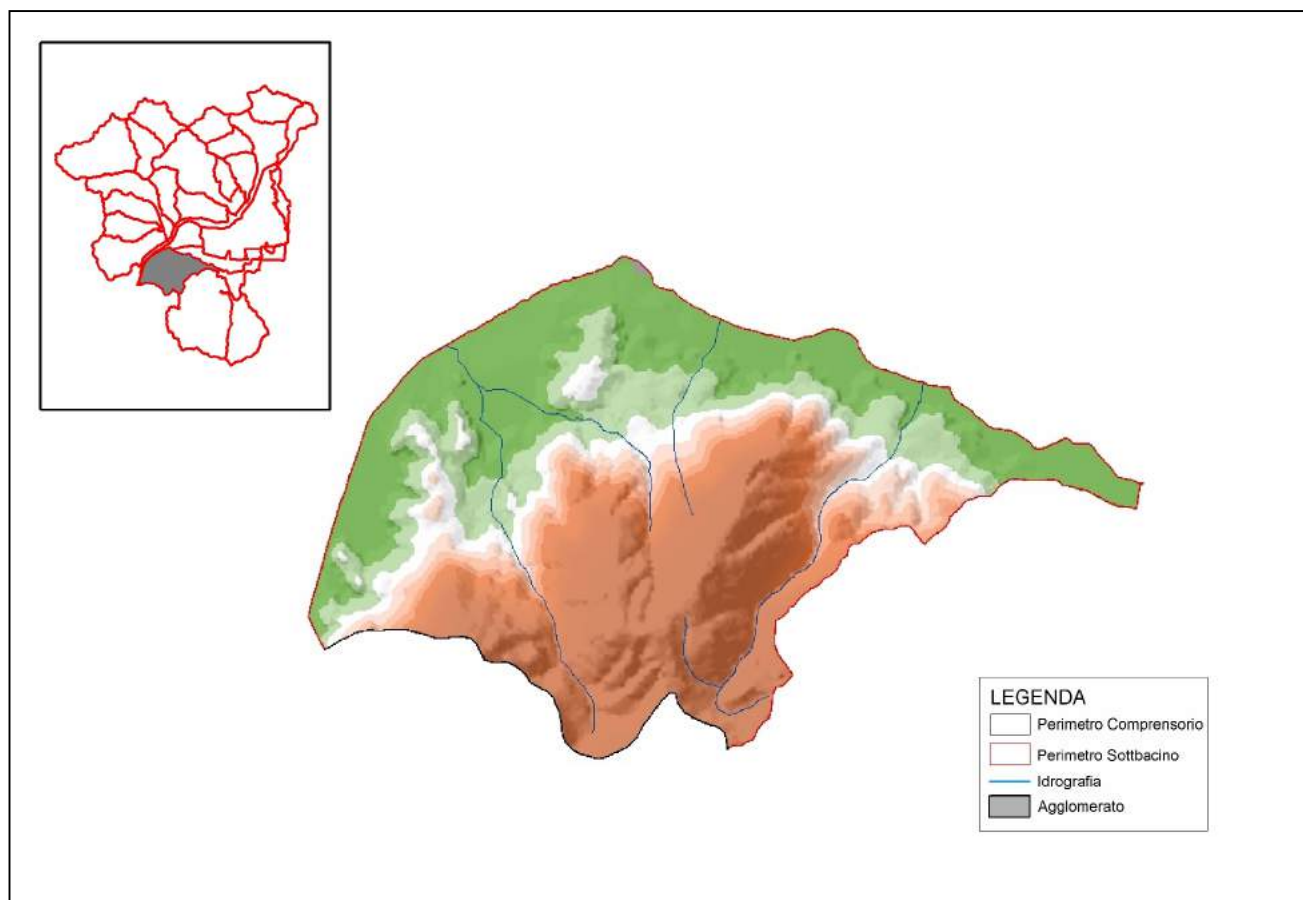 LEGENDA
Perimetro Comprensorio
Perimetro Sottbacino
Idrografia
Agglomerato